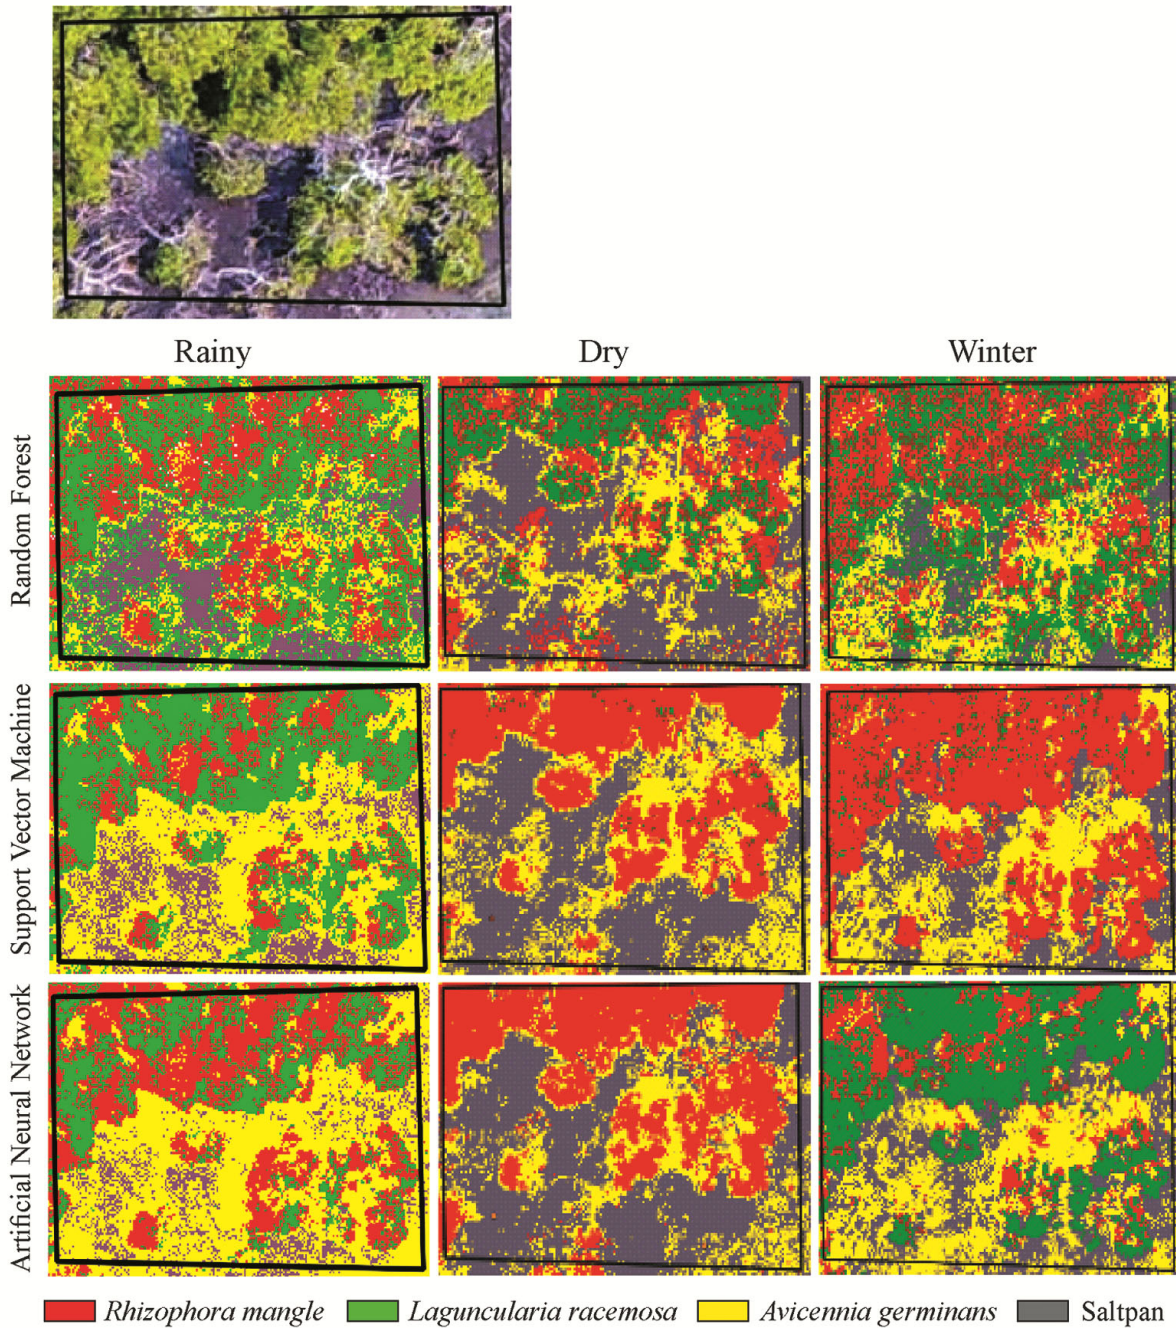 Rainy Dry Winter
Random Forest
Support Vector Machine
Artificial Neural Network
Rhizophora mangle Laguncularia racemosa Avicennia germinans Saltpan